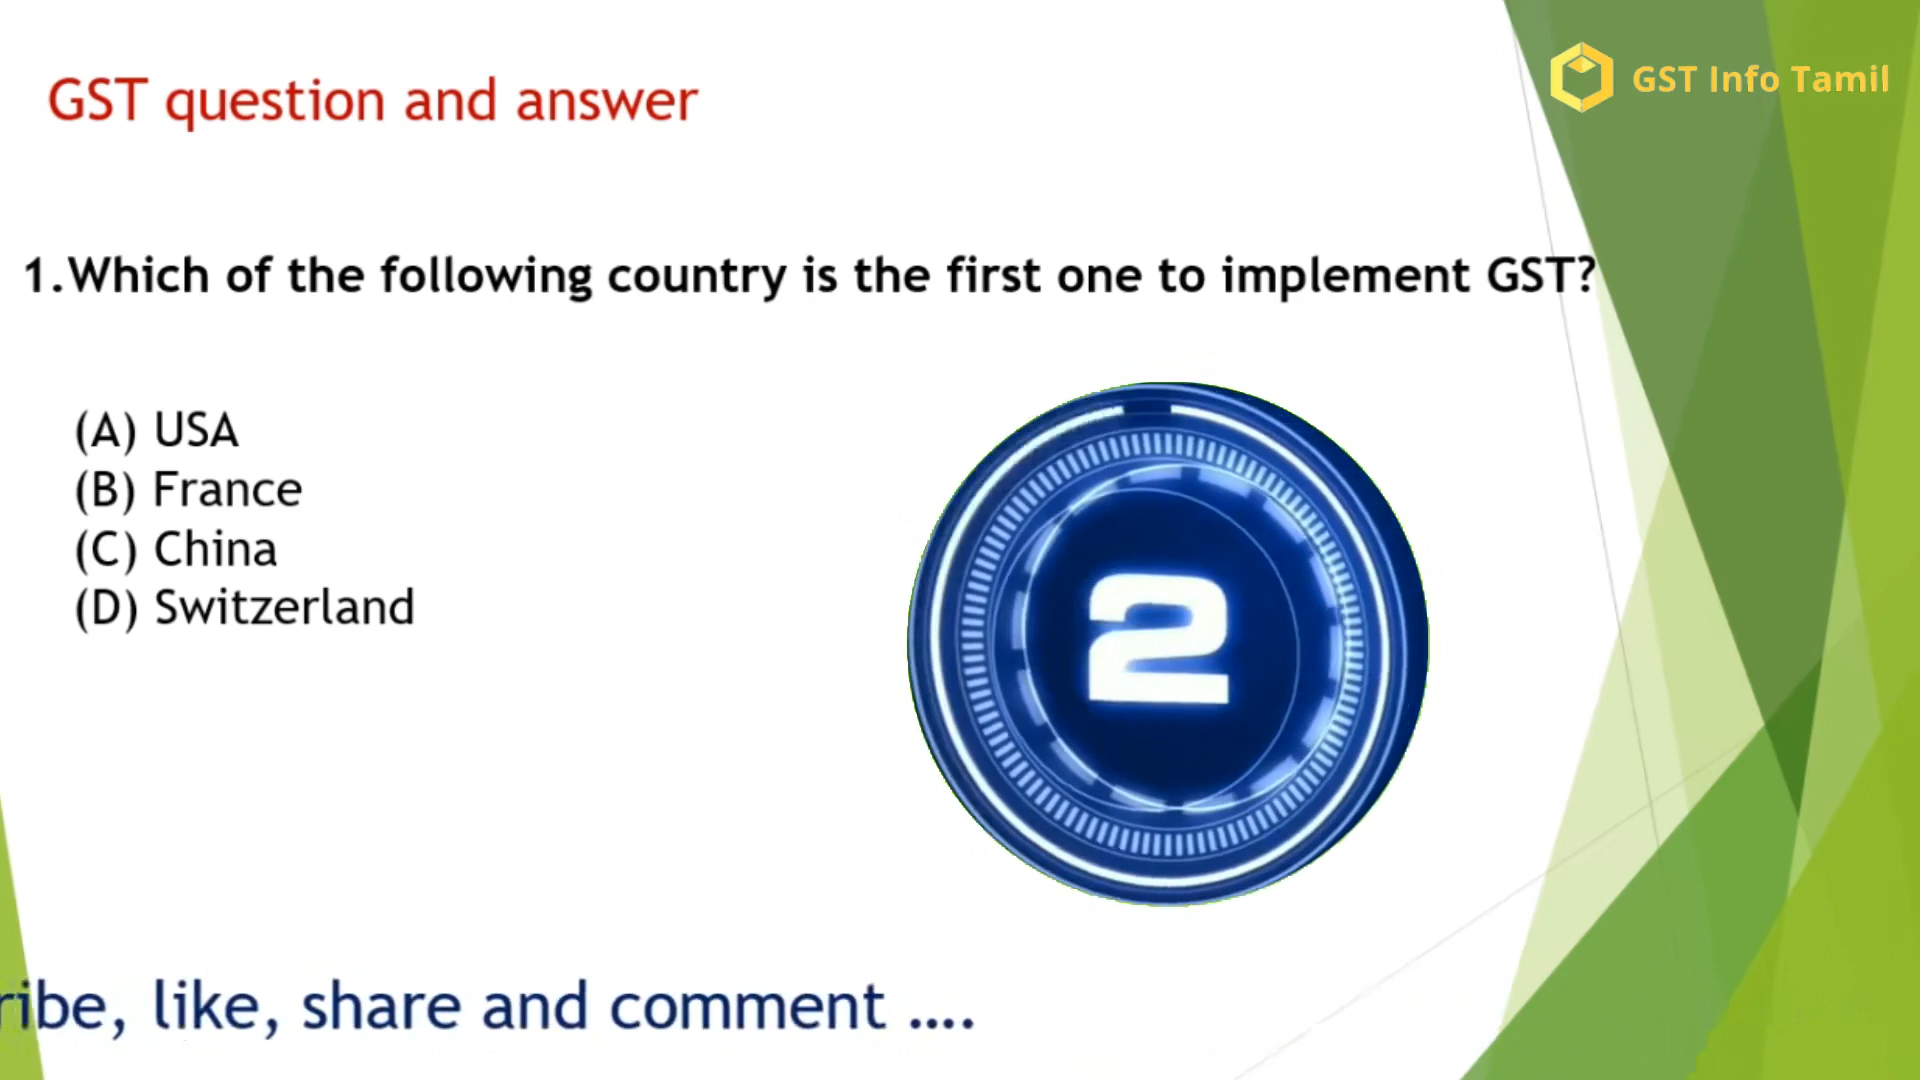 GST Info Tamil
GST question and answer
1.Which of the following country is the first one to implement GST?
(A) USA
(B) France
(C) China
(D) Switzerland
2
ribe, like, share and comment ....